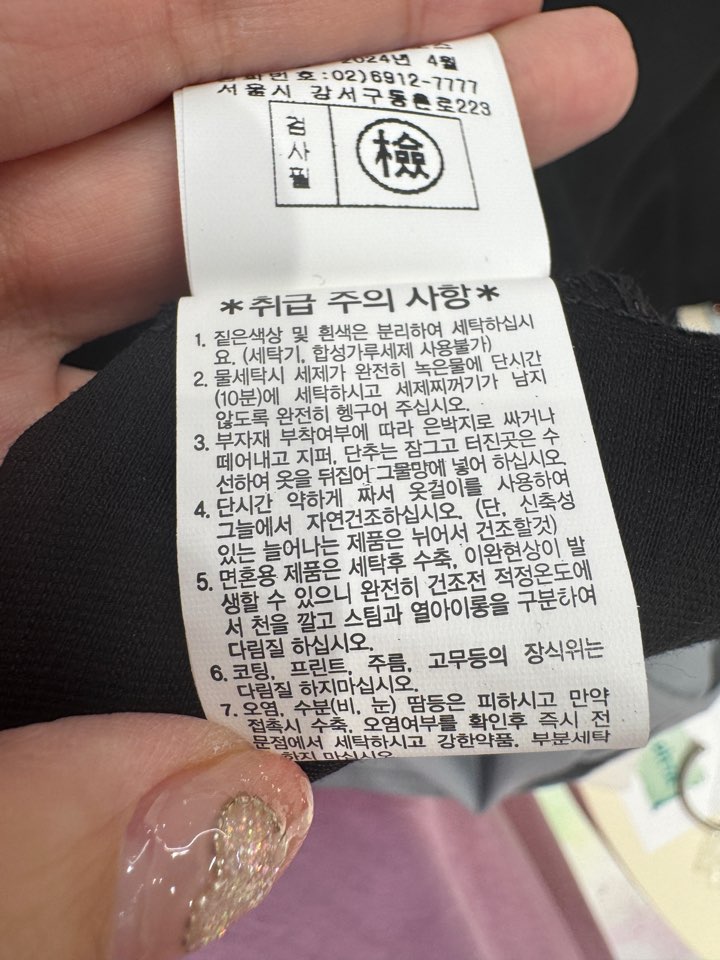 2024년 4월
:02)6912-7777
서울시 강서구 223
검사필
檢
*취급 주의 사항*
1. 짙은색상 및 흰색은 분리하여 세탁하십시
요. (세탁기, 합성가루세제 사용불가)
2. 물세탁시 세제가 완전히 녹은물에 단시간
(10분)에 세탁하시고 세제찌꺼기가 남지
않도록 완전히 헹구어 주십시오.
3. 부자재 부착여부에 따라 은박지로 싸거나
떼어내고 지퍼, 단추는 잠그고 터진곳은 수
선하여 옷을 뒤집어 그물망에 넣어 하십시오.
4. 단시간 약하게 짜서 옷걸이를 사용하여
그늘에서 자연건조하십시오. (단, 신축성
있는 늘어나는 제품은 뉘어서 건조할것)
5. 면혼용 제품은 세탁후 수축, 이완현상이 발
생할 수 있으니 완전히 건조전 적정온도에
서 천을 깔고 스팀과 열아이롱을 구분하여
다림질 하십시오.
6. 코팅, 프린트, 주름, 고무등의 장식위는
다림질 하지마십시오.
7. 오염, 수분(비, 눈) 땀등은 피하시고 만약
접촉시 수축, 오염여부를 확인후 즉시 전
문점에서 세탁하시고 강한약품, 부분세탁
하지 마십시오.